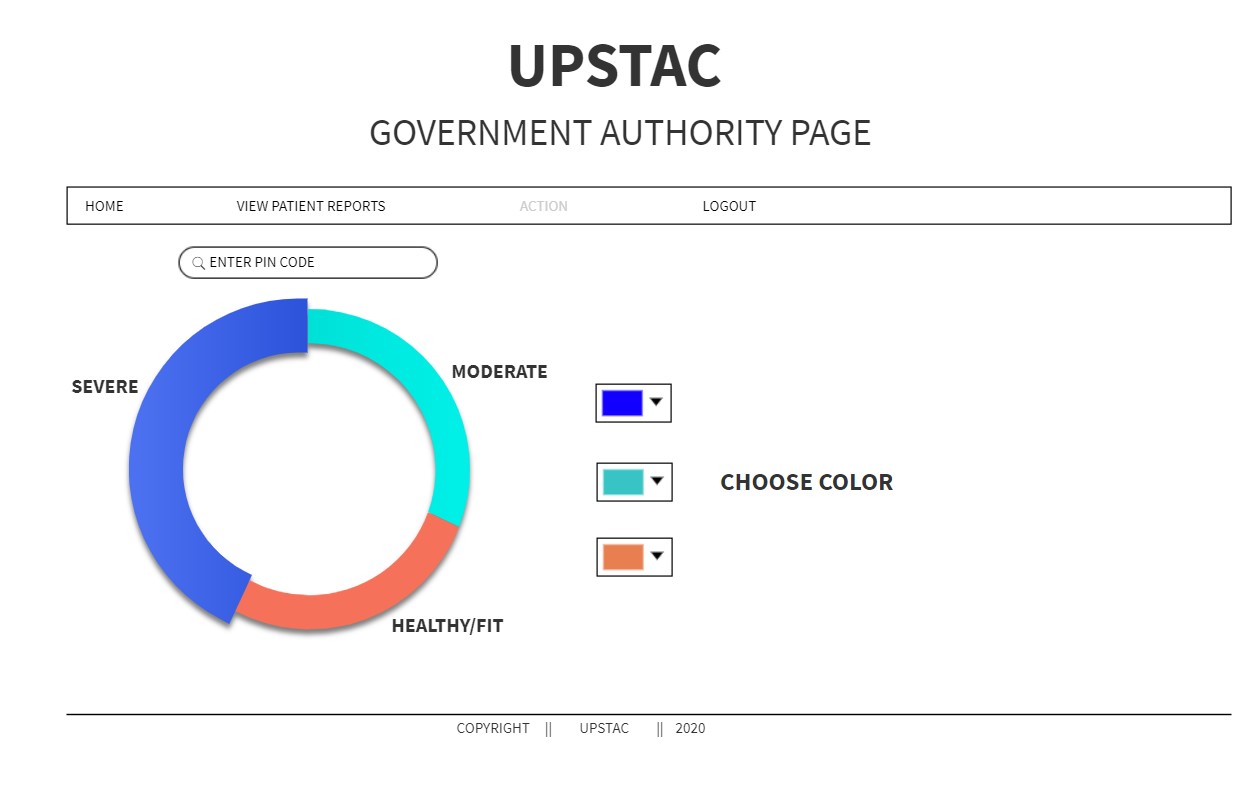 UPSTAC
GOVERNMENT AUTHORITY PAGE
HOME VIEW PATIENT REPORTS ACTION LOGOUT
ENTER PIN CODE
MODERATE
SEVERE
CHOOSE COLOR
HEALTHY/FIT
COPYRIGHT || UPSTAC || 2020